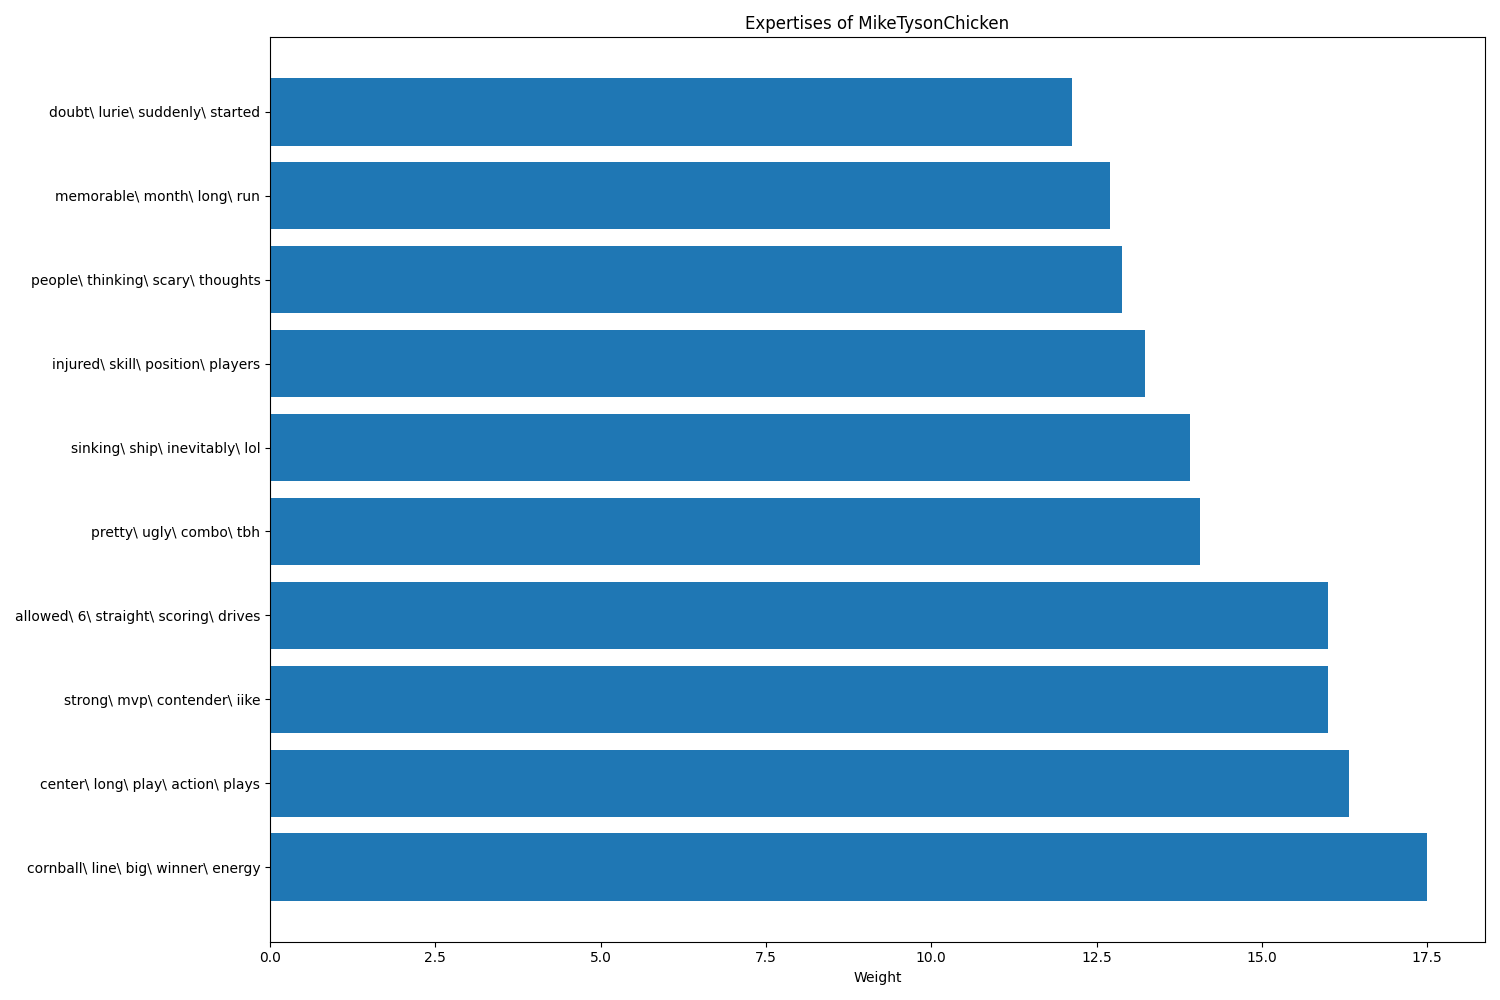 Expertises of MikeTysonChicken
doubt\ lurie\ suddenly\ started
memorable\ month\ long\ run
people\ thinking\ scary\ thoughts
injured\ skill\ position\ players
sinking\ ship\ inevitably\ lol
pretty\ ugly\ combo\ tbh
allowed\ 6\ straight\ scoring\ drives
strong\ mvp\ contender\ iike
center\ long\ play\ action\ plays
cornball\ line\ big\ winner\ energy
0.0 2.5 5.0 7.5 10.0 12.5 15.0 17.5
Weight